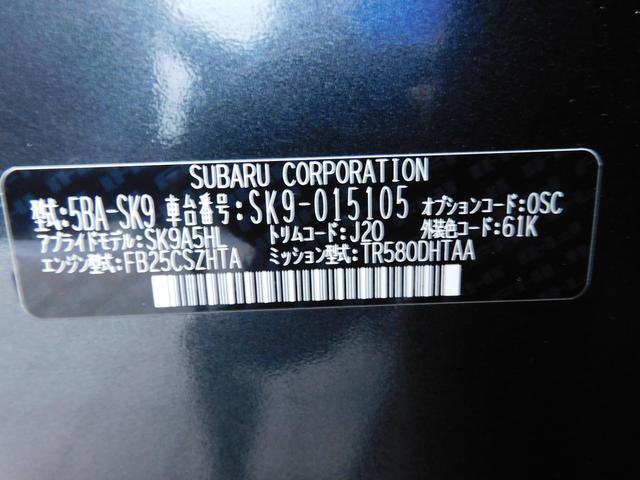 SUBARU CORPORATION
型式:5BA-SK9 車台番号:SK9-015105 オプションコード:OSC
アプライドモデル:SK9A5HL トリムコード:J20 外装色コード:61K
エンジン型式:FB25CSZHTA ミッション型式:TR580DHTAA